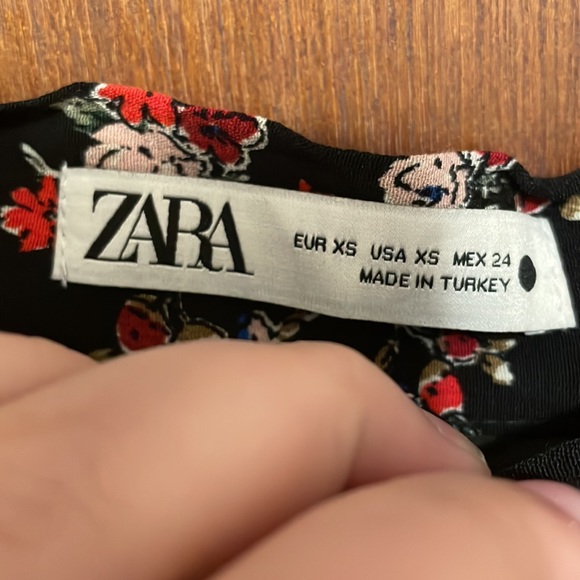 ZARA
EUR XS USA XS MEX 24
MADE IN TURKEY